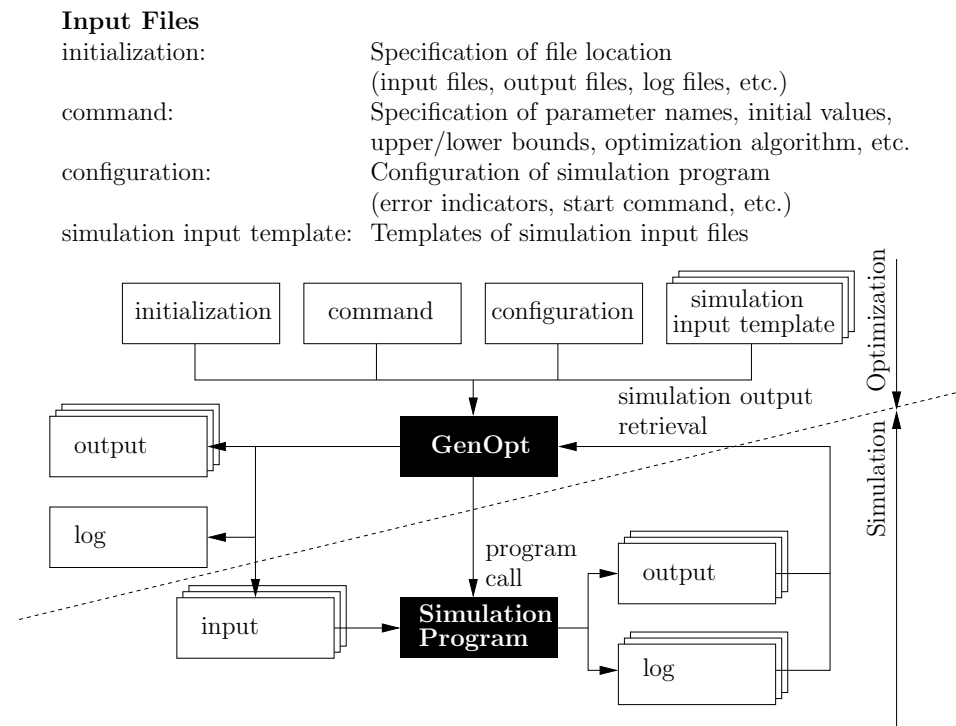 Input Files
initialization: Specification of file location
(input files, output files, log files, etc.)
command: Specification of parameter names, initial values,
upper/lower bounds, optimization algorithm, etc.
configuration: Configuration of simulation program
(error indicators, start command, etc.)
simulation input template: Templates of simulation input files
initialization
command
configuration
simulation
input template
Optimization
simulation output
retrieval
output
GenOpt
Simulation
log
program
call
output
input
Simulation
Program
log